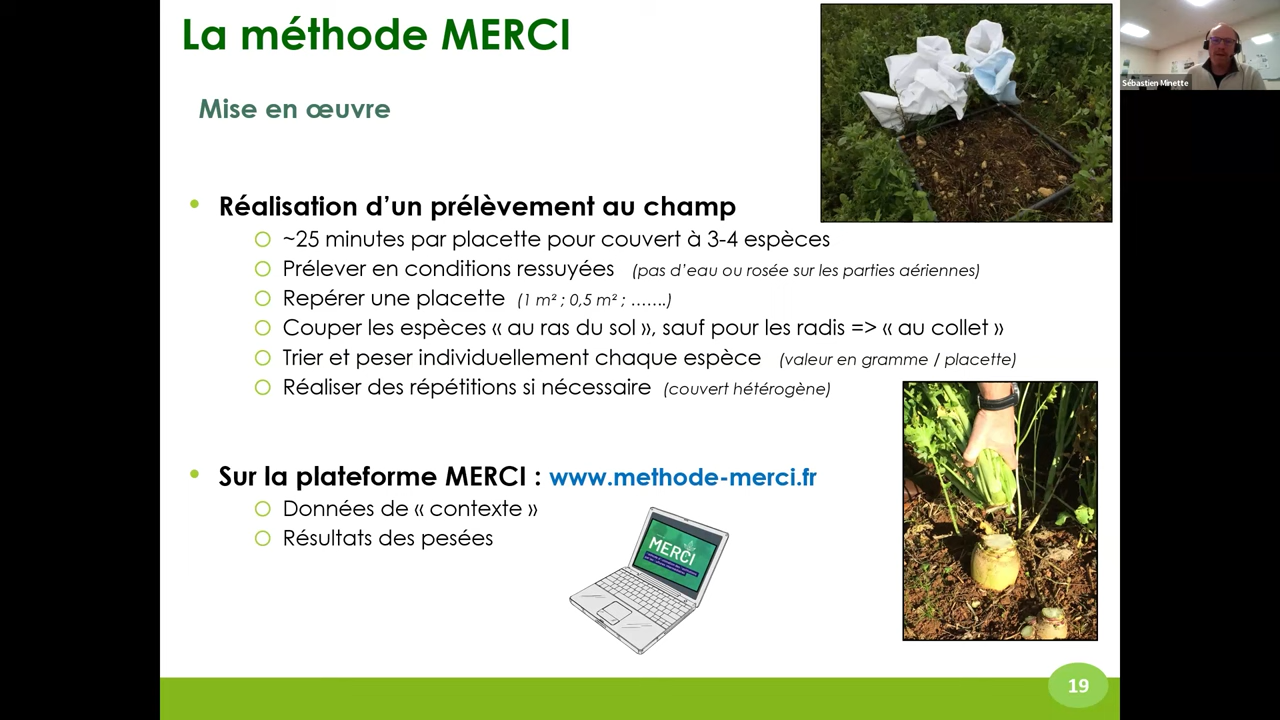 La méthode MERCI
Sébastien Minette
Mise en œuvre
• Réalisation d’un prélèvement au champ
~25 minutes par placette pour couvert à 3-4 espèces
Prélever en conditions ressuyées (pas d’eau ou rosée sur les parties aériennes)
Repérer une placette (1 m² ; 0,5 m² ; …….)
Couper les espèces « au ras du sol », sauf pour les radis => « au collet »
Trier et peser individuellement chaque espèce (valeur en gramme / placette)
Réaliser des répétitions si nécessaire (couvert hétérogène)
• Sur la plateforme MERCI : www.methode-merci.fr
Données de « contexte »
Résultats des pesées
MERCI
19